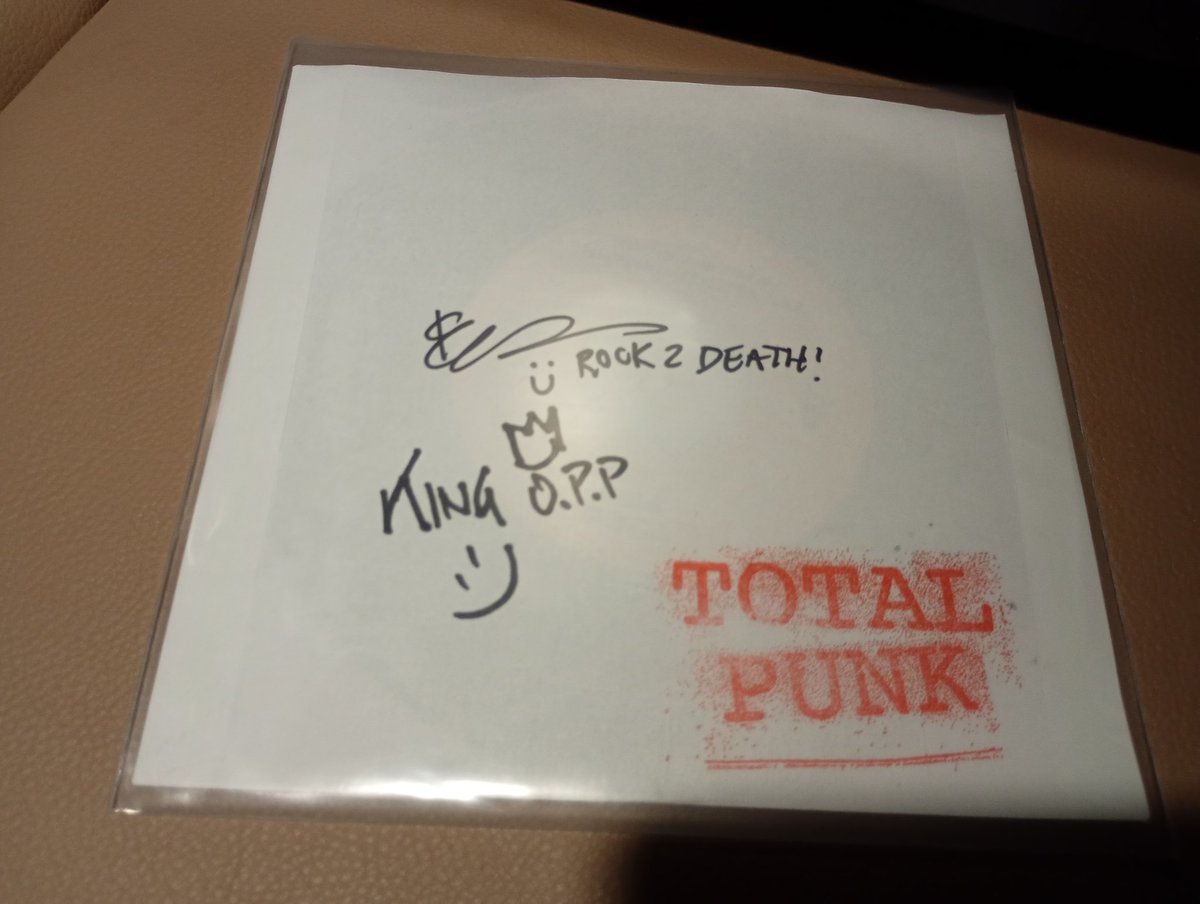 ROCK 2 DEATH!
KING O.P.P
TOTAL
PUNK